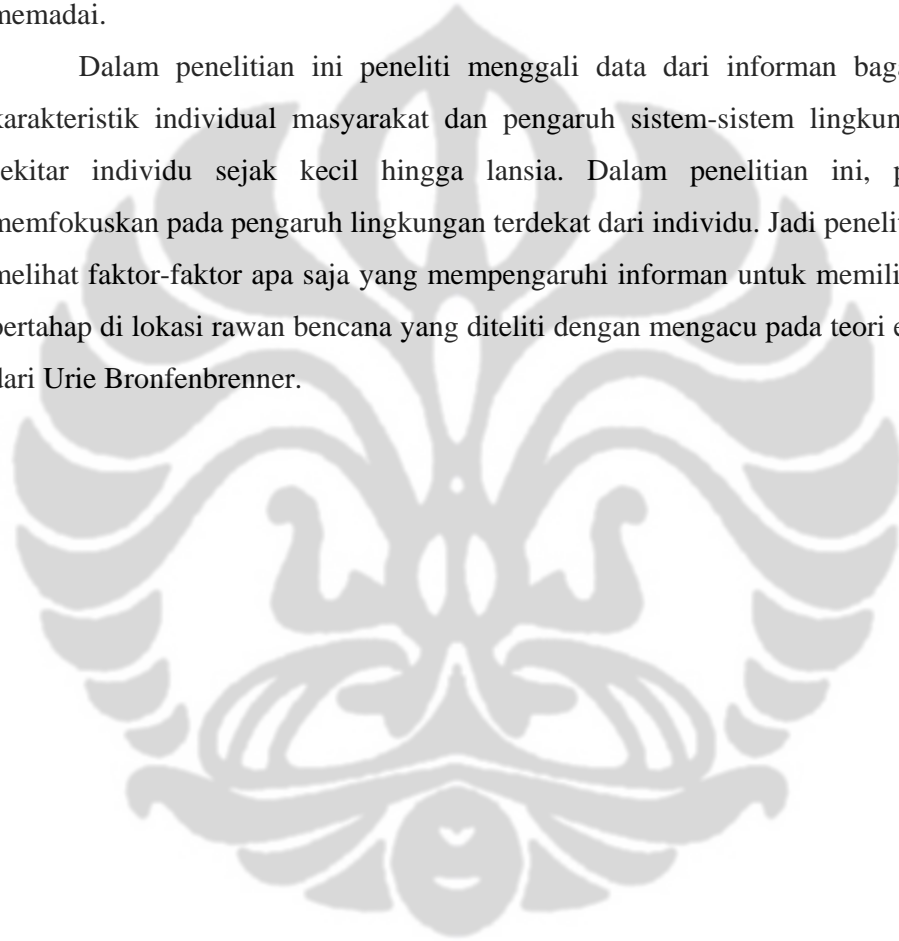 memadai.
Dalam penelitian ini peneliti menggali data dari informan baga
karakteristik individual masyarakat dan pengaruh sistem-sistem lingkun
sekitar individu sejak kecil hingga lansia. Dalam penelitian ini, p
memfokuskan pada pengaruh lingkungan terdekat dari individu. Jadi penelit
melihat faktor-faktor apa saja yang mempengaruhi informan untuk memili
bertahap di lokasi rawan bencana yang diteliti dengan mengacu pada teori e
dari Urie Bronfenbrenner.